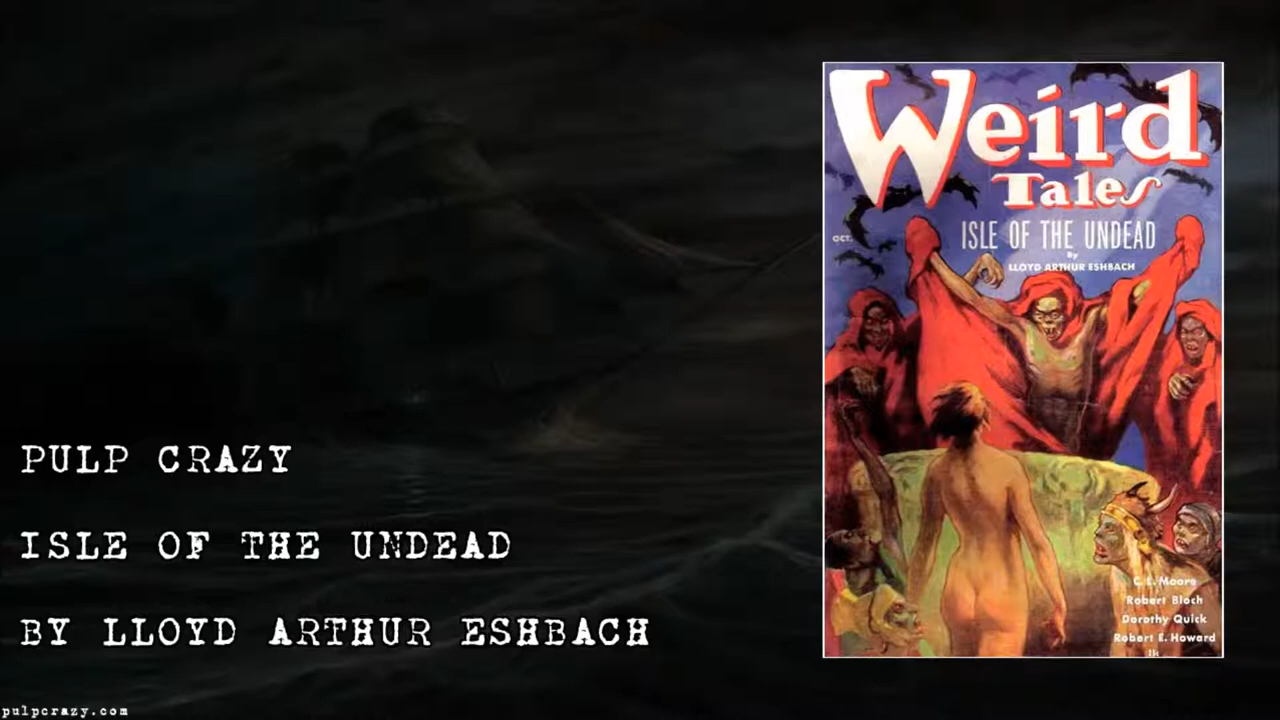 PULP CRAZY
ISLE OF THE UNDEAD
BY LLOYD ARTHUR ESHBACH
pulpcrazy.com
Weird
Tales
OCT.
ISLE OF THE UNDEAD
By
LLOYD ARTHUR ESHBACH
C. L. Moore
Robert Bloch
Dorothy Quick
Robert E. Howard